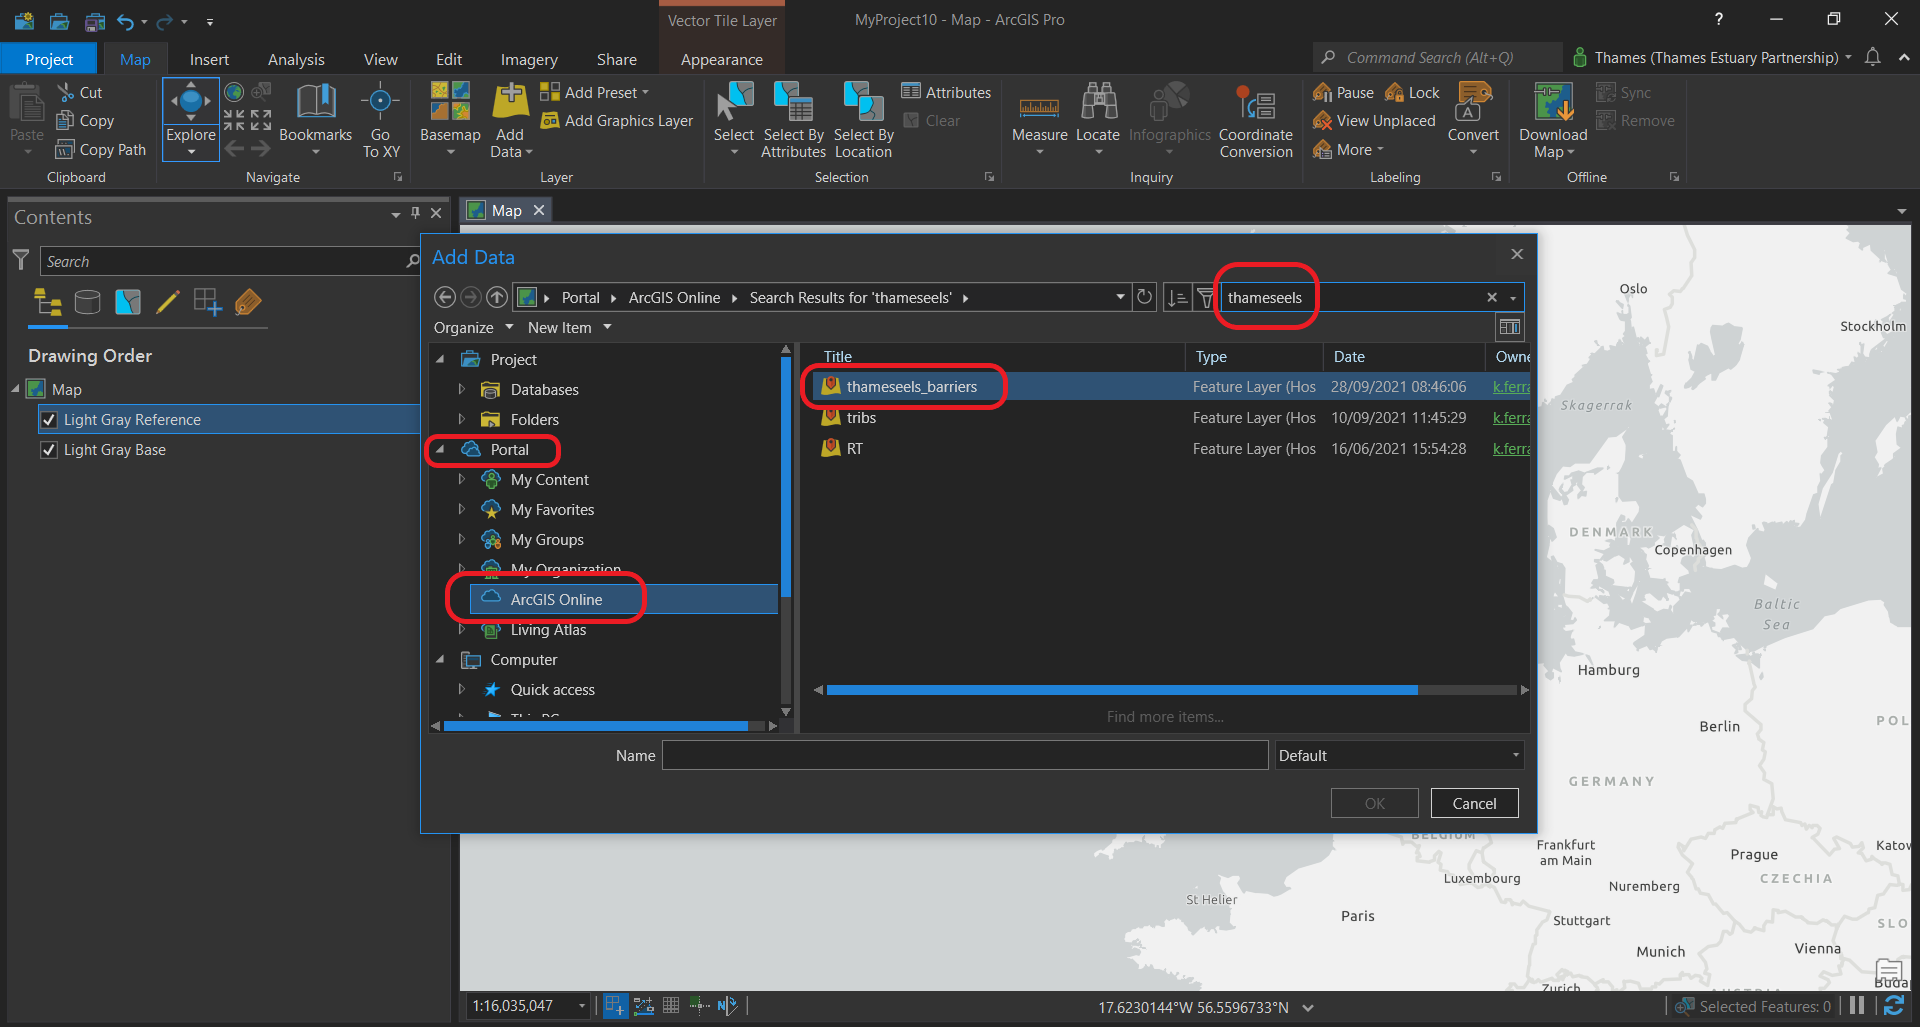 Vector Tile Layer
MyProject10 - Map - ArcGIS Pro
?
Project
Map
Insert
Analysis
View
Edit
Imagery
Share
Appearance
Command Search (Alt+Q)
Thames (Thames Estuary Partnership)
Paste
Cut
Copy
Copy Path
Clipboard
Explore
Bookmarks
Go
To XY
Navigate
Basemap
Add
Data
Add Preset
Add Graphics Layer
Layer
Select
Select By
Attributes
Select By
Location
Attributes
Clear
Selection
Measure
Locate
Infographics
Coordinate
Conversion
Inquiry
Pause
Lock
View Unplaced
More
Convert
Labeling
Download
Map
Sync
Remove
Offline
Contents
Search
Drawing Order
Map
Light Gray Reference
Light Gray Base
Map
Add Data
Portal
ArcGIS Online
Search Results for 'thameseels'
thameseels
Organize
New Item
Project
Databases
Folders
Portal
My Content
My Favorites
My Groups
My Organization
ArcGIS Online
Living Atlas
Computer
Quick access
This PC
Title Type Date Owne
thameseels_barriers Feature Layer (Hos 28/09/2021 08:46:06 k.ferra
tribs Feature Layer (Hos 10/09/2021 11:45:29 k.ferra
RT Feature Layer (Hos 16/06/2021 15:54:28 k.ferra
Find more items...
Name
Default
OK
Cancel
Oslo
Stockholm
Skagerrak
DENMARK
Copenhagen
Baltic
Sea
Hamburg
Berlin
POL
GERMANY
BELGIUM
Frankfurt
am Main
Prague
Katow
Luxembourg
CZECHIA
Nuremberg
St Helier
Paris
Stuttgart
SLO
Munich
Vienna
Zurich
AUSTRIA
Budap
1:16,035,047
17.6230144°W 56.5596733°N
Selected Features: 0